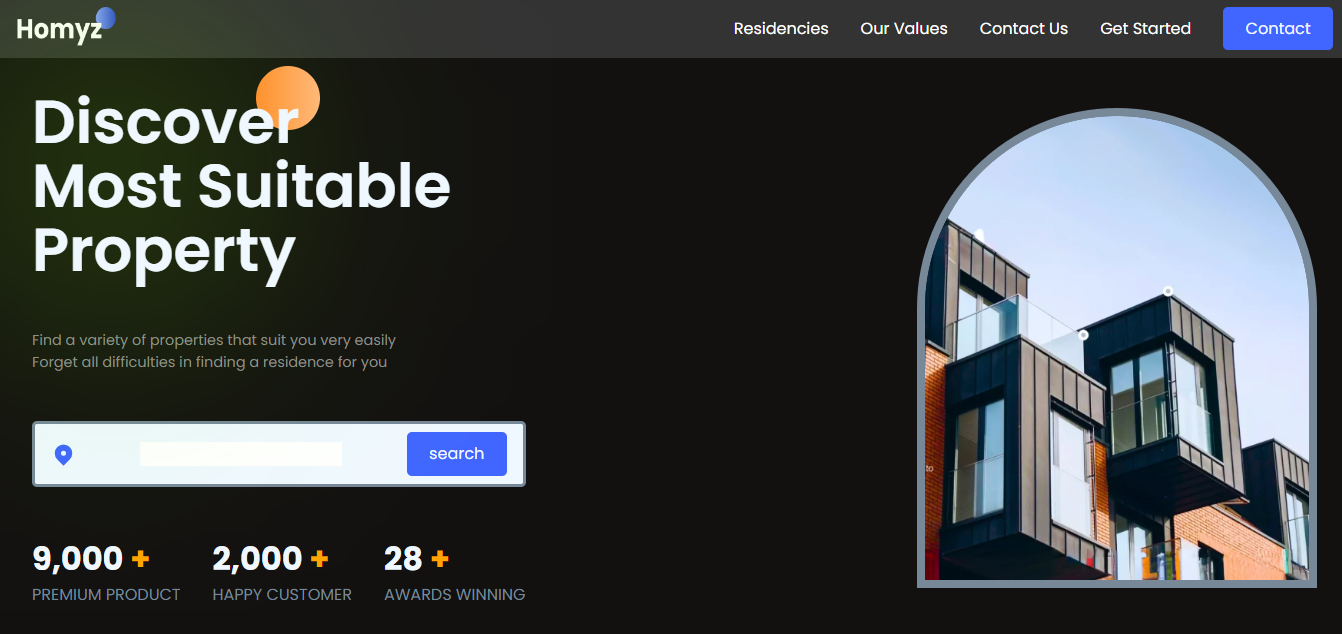 Homyz
Residencies
Our Values
Contact Us
Get Started
Contact
Discover
Most Suitable
Property
Find a variety of properties that suit you very easily
Forget all difficulties in finding a residence for you
search
9,000 +
2,000 +
28 +
PREMIUM PRODUCT
HAPPY CUSTOMER
AWARDS WINNING
to